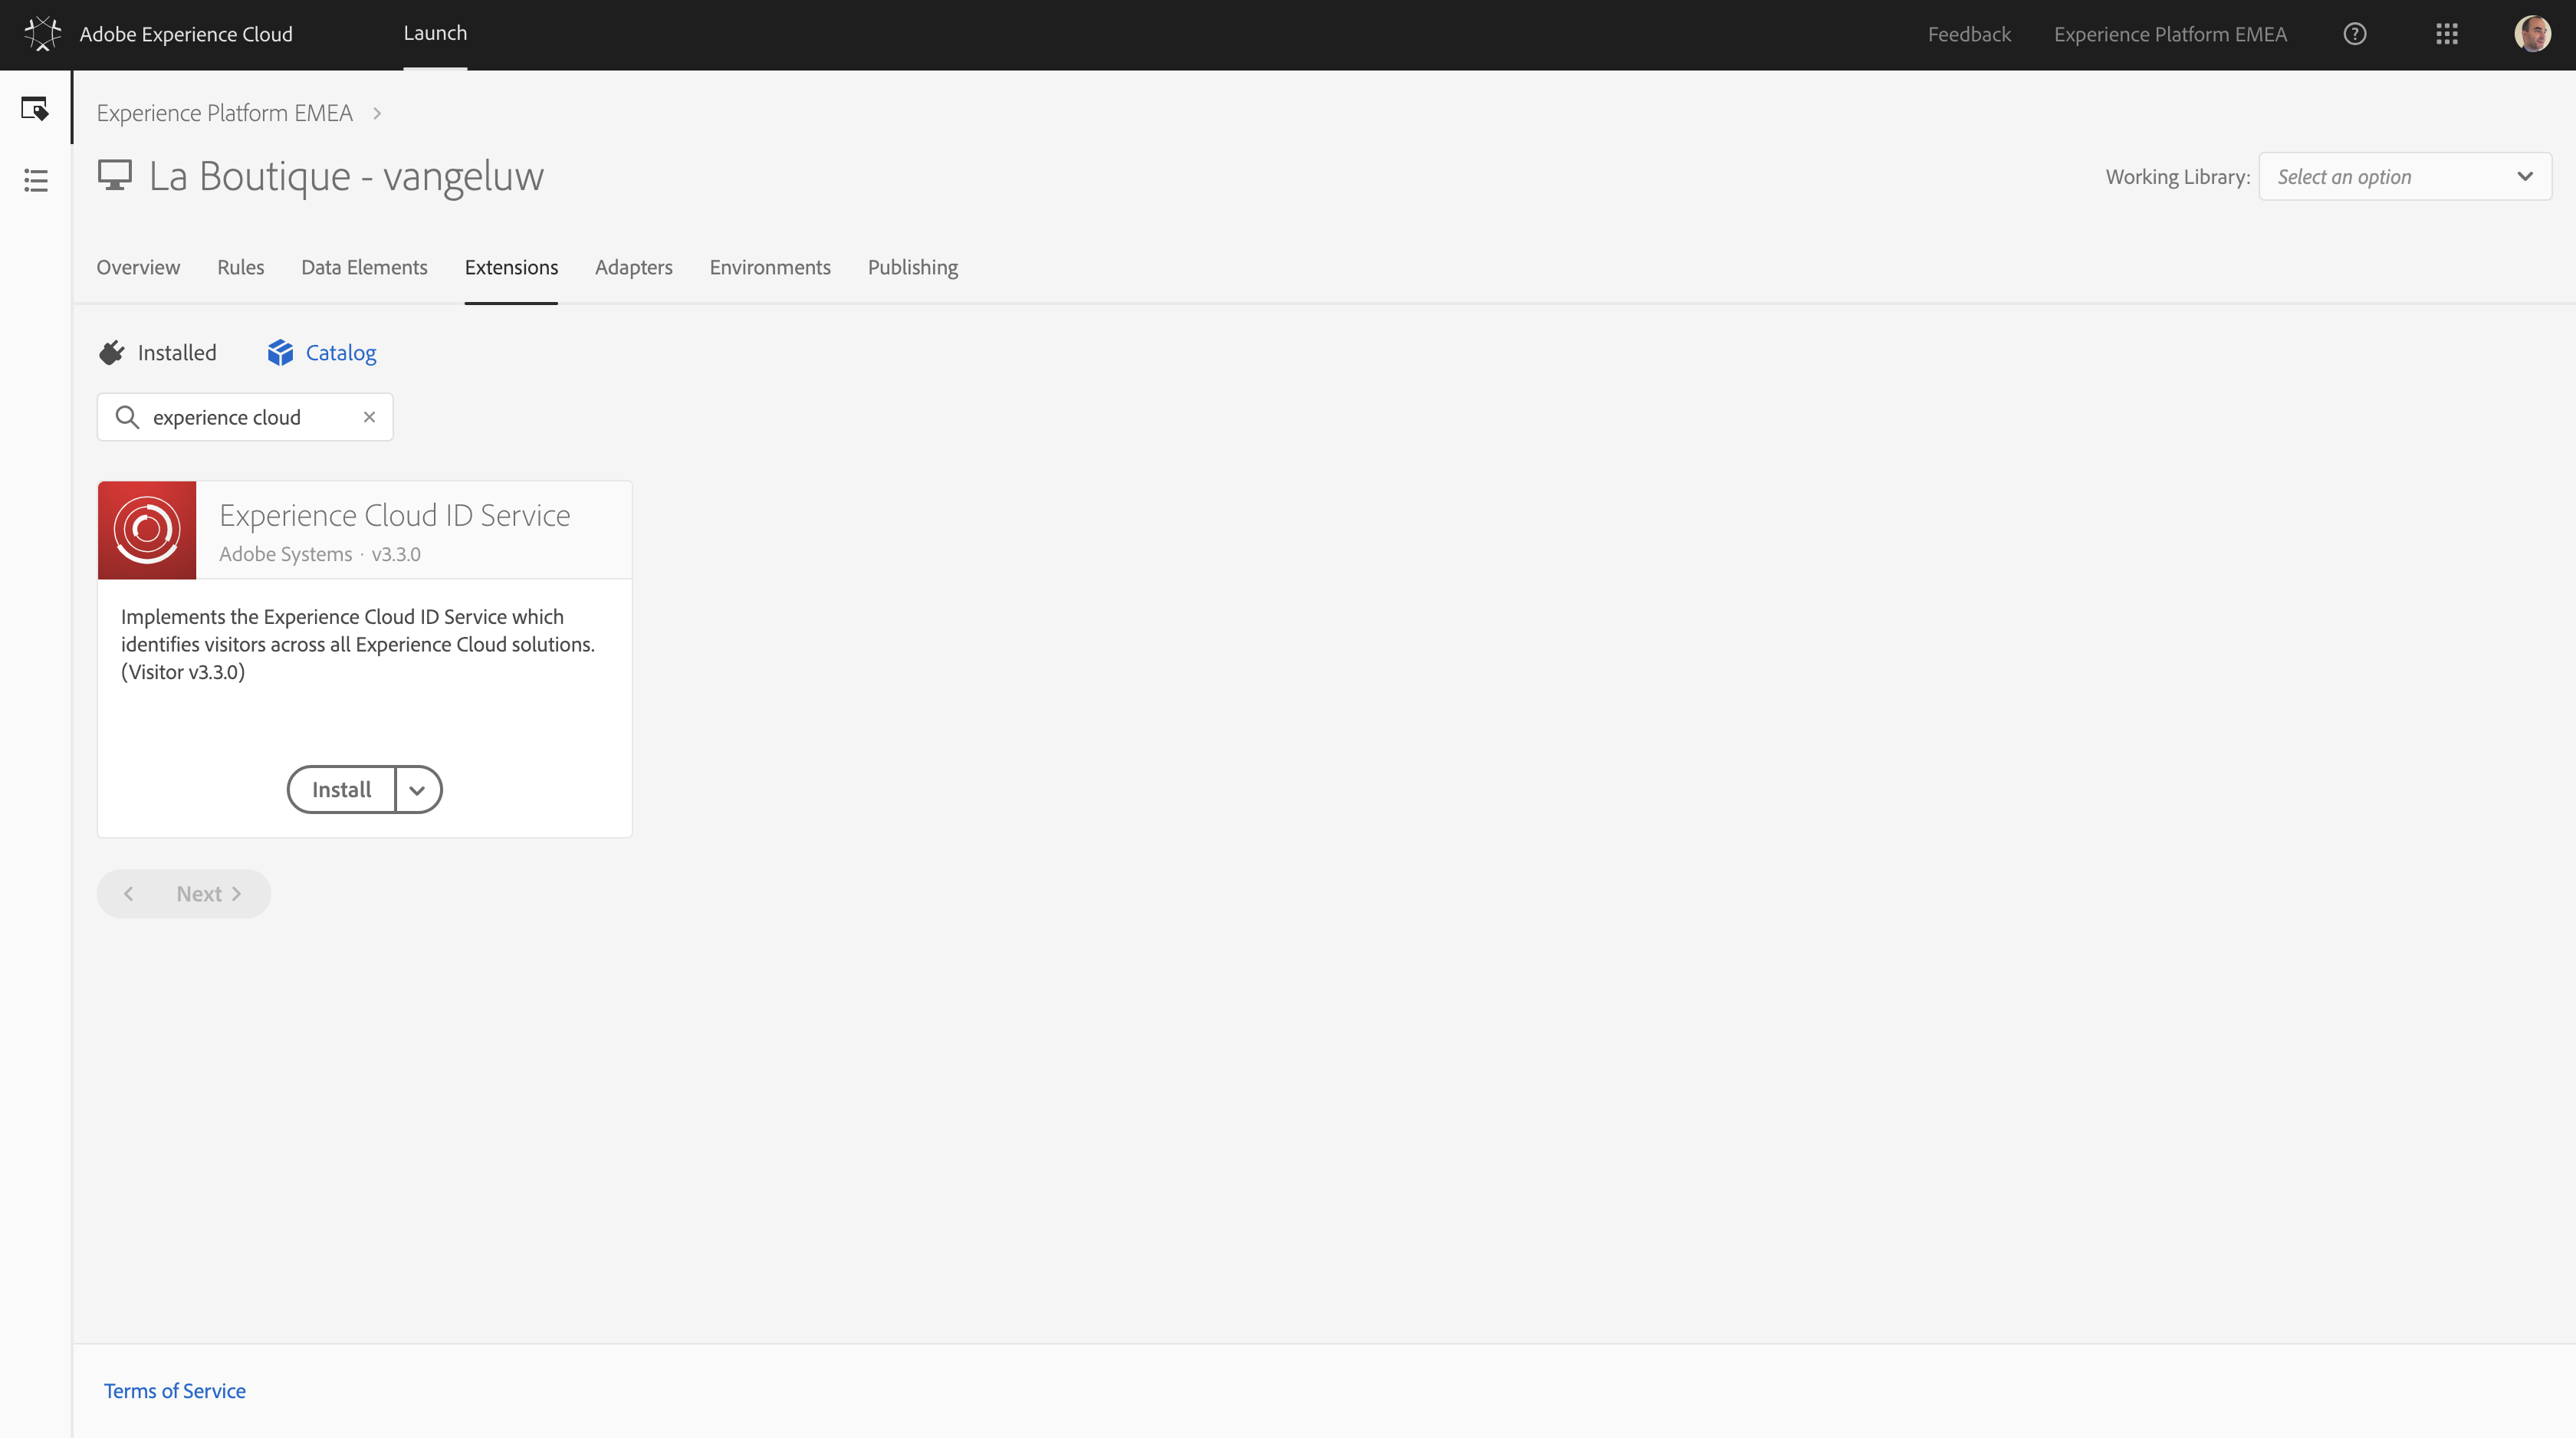 Adobe Experience Cloud
Launch
Feedback
Experience Platform EMEA
Experience Platform EMEA
La Boutique - vangeluw
Working Library:
Select an option
Overview
Rules
Data Elements
Extensions
Adapters
Environments
Publishing
Installed
Catalog
experience cloud
Experience Cloud ID Service
Adobe Systems · v3.3.0
Implements the Experience Cloud ID Service which
identifies visitors across all Experience Cloud solutions.
(Visitor v3.3.0)
Install
Next
Terms of Service